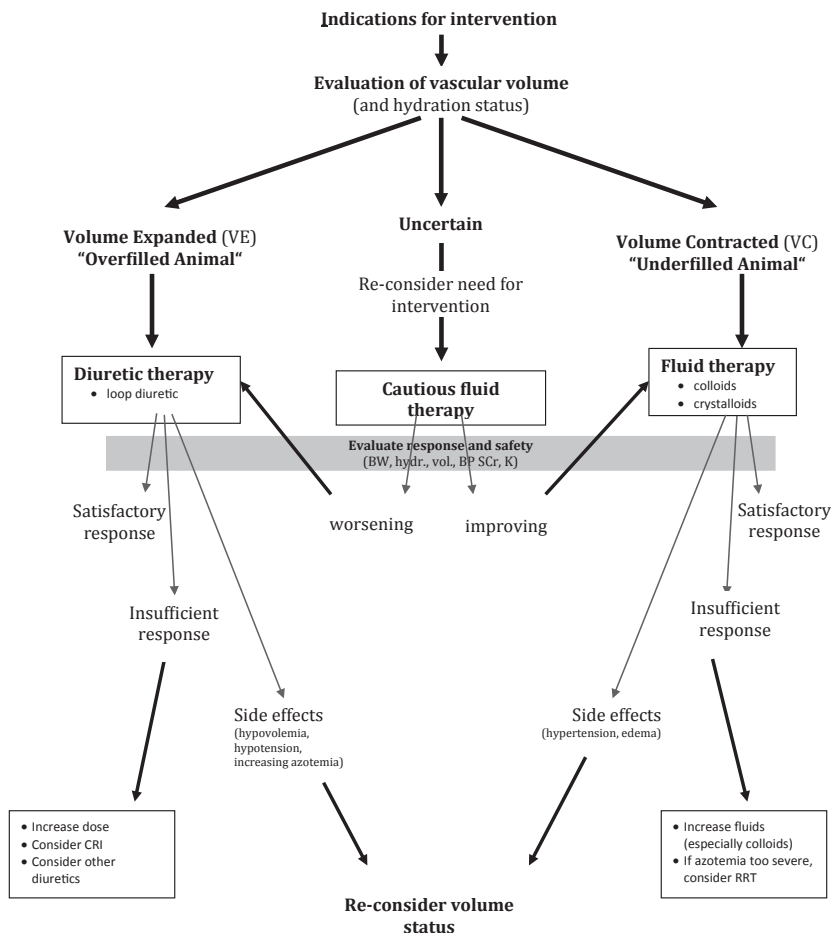 Indications for intervention
Evaluation of vascular volume
(and hydration status)
Volume Expanded (VE)
“Overfilled Animal“
Uncertain
Re-consider need for
intervention
Volume Contracted (VC)
“Underfilled Animal“
Diuretic therapy
• loop diuretic
Cautious fluid
therapy
Fluid therapy
• colloids
• crystalloids
Evaluate response and safety
(BW, hydr., vol., BP SCr, K)
Satisfactory
response
worsening
improving
Satisfactory
response
Insufficient
response
Insufficient
response
Side effects
(hypovolemia,
hypotension,
increasing azotemia)
Side effects
(hypertension, edema)
• Increase dose
• Consider CRI
• Consider other
diuretics
• Increase fluids
(especially colloids)
• If azotemia too severe,
consider RRT
Re-consider volume
status